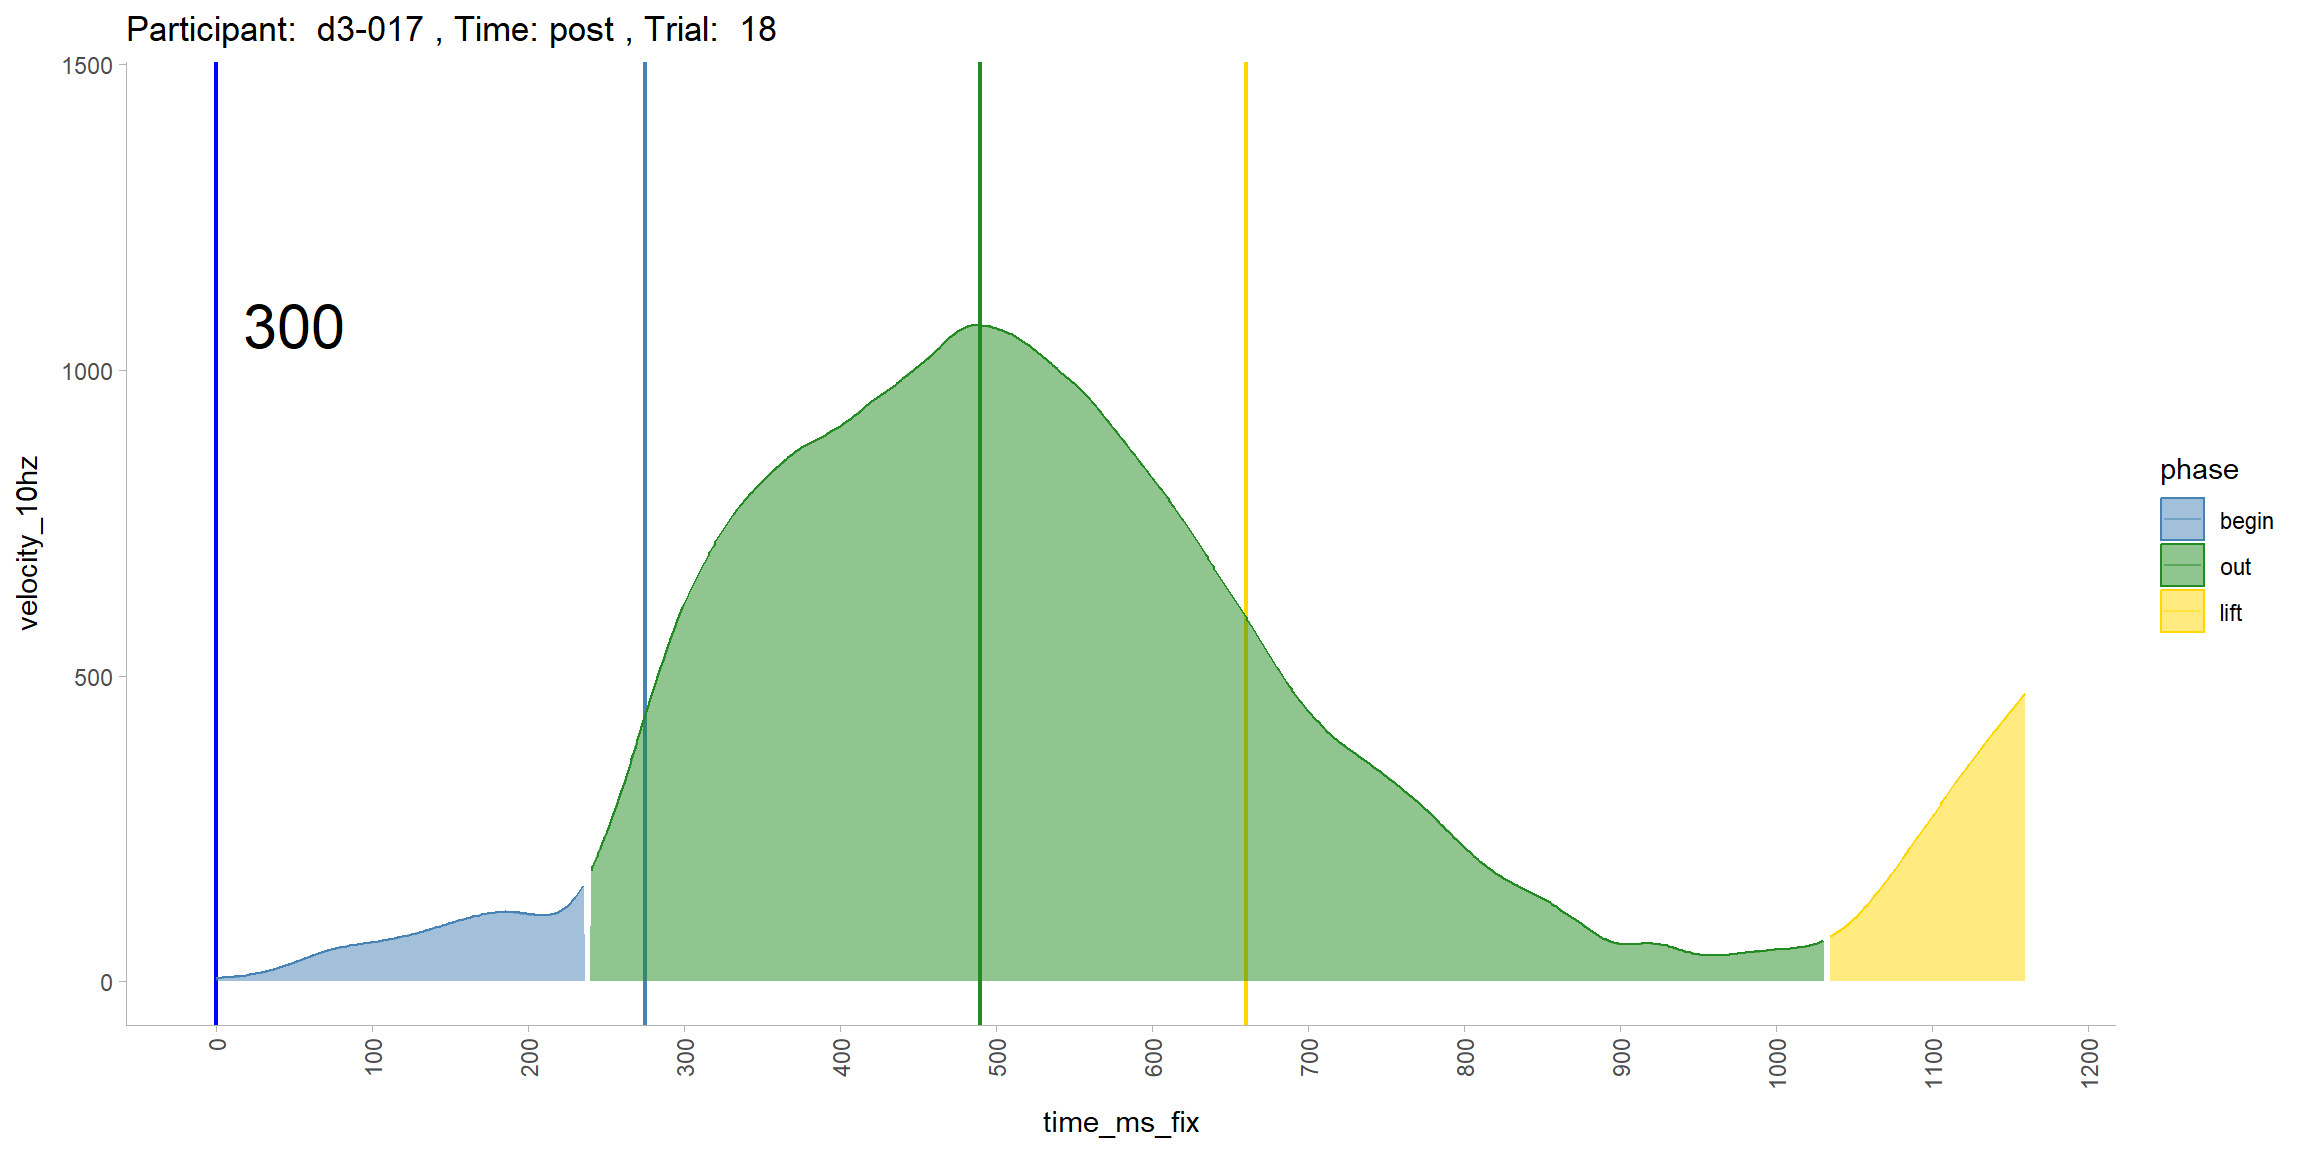 Participant:  d3-017 , Time: post , Trial:  18
1500
1000
500
0
velocity_10hz
300
0
100
200
300
400
500
600
700
800
900
1000
1100
1200
time_ms_fix
phase
begin
out
lift